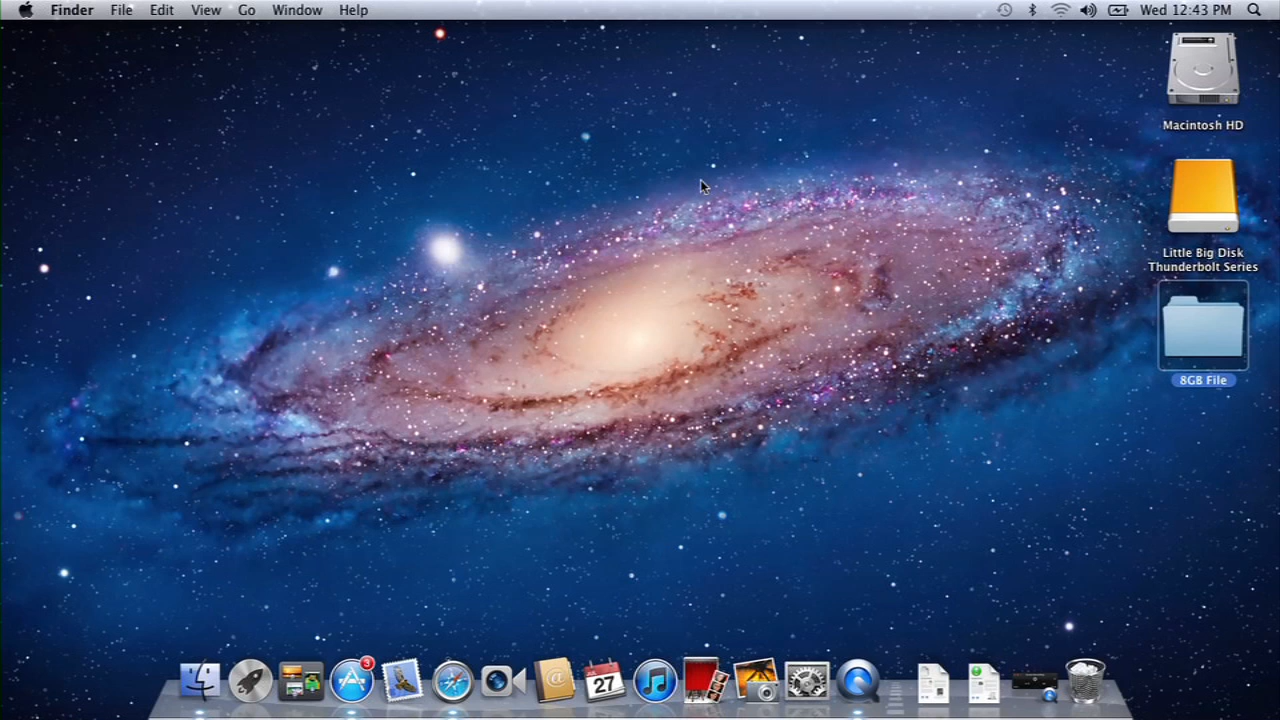 Finder File Edit View Go Window Help Wed 12:43 PM
Macintosh HD
Little Big Disk
Thunderbolt Series
8GB File
3
27